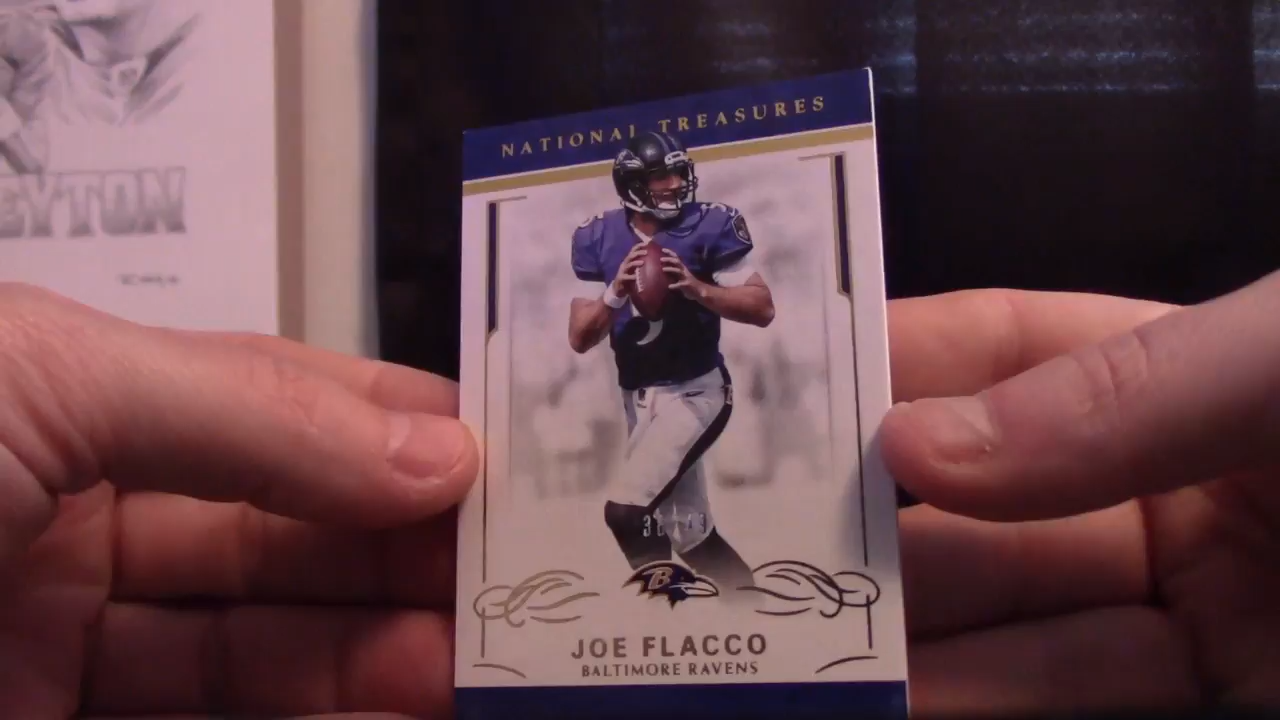 EYTON
NATIONAL TREASURES
B
JOE FLACCO
BALTIMORE RAVENS